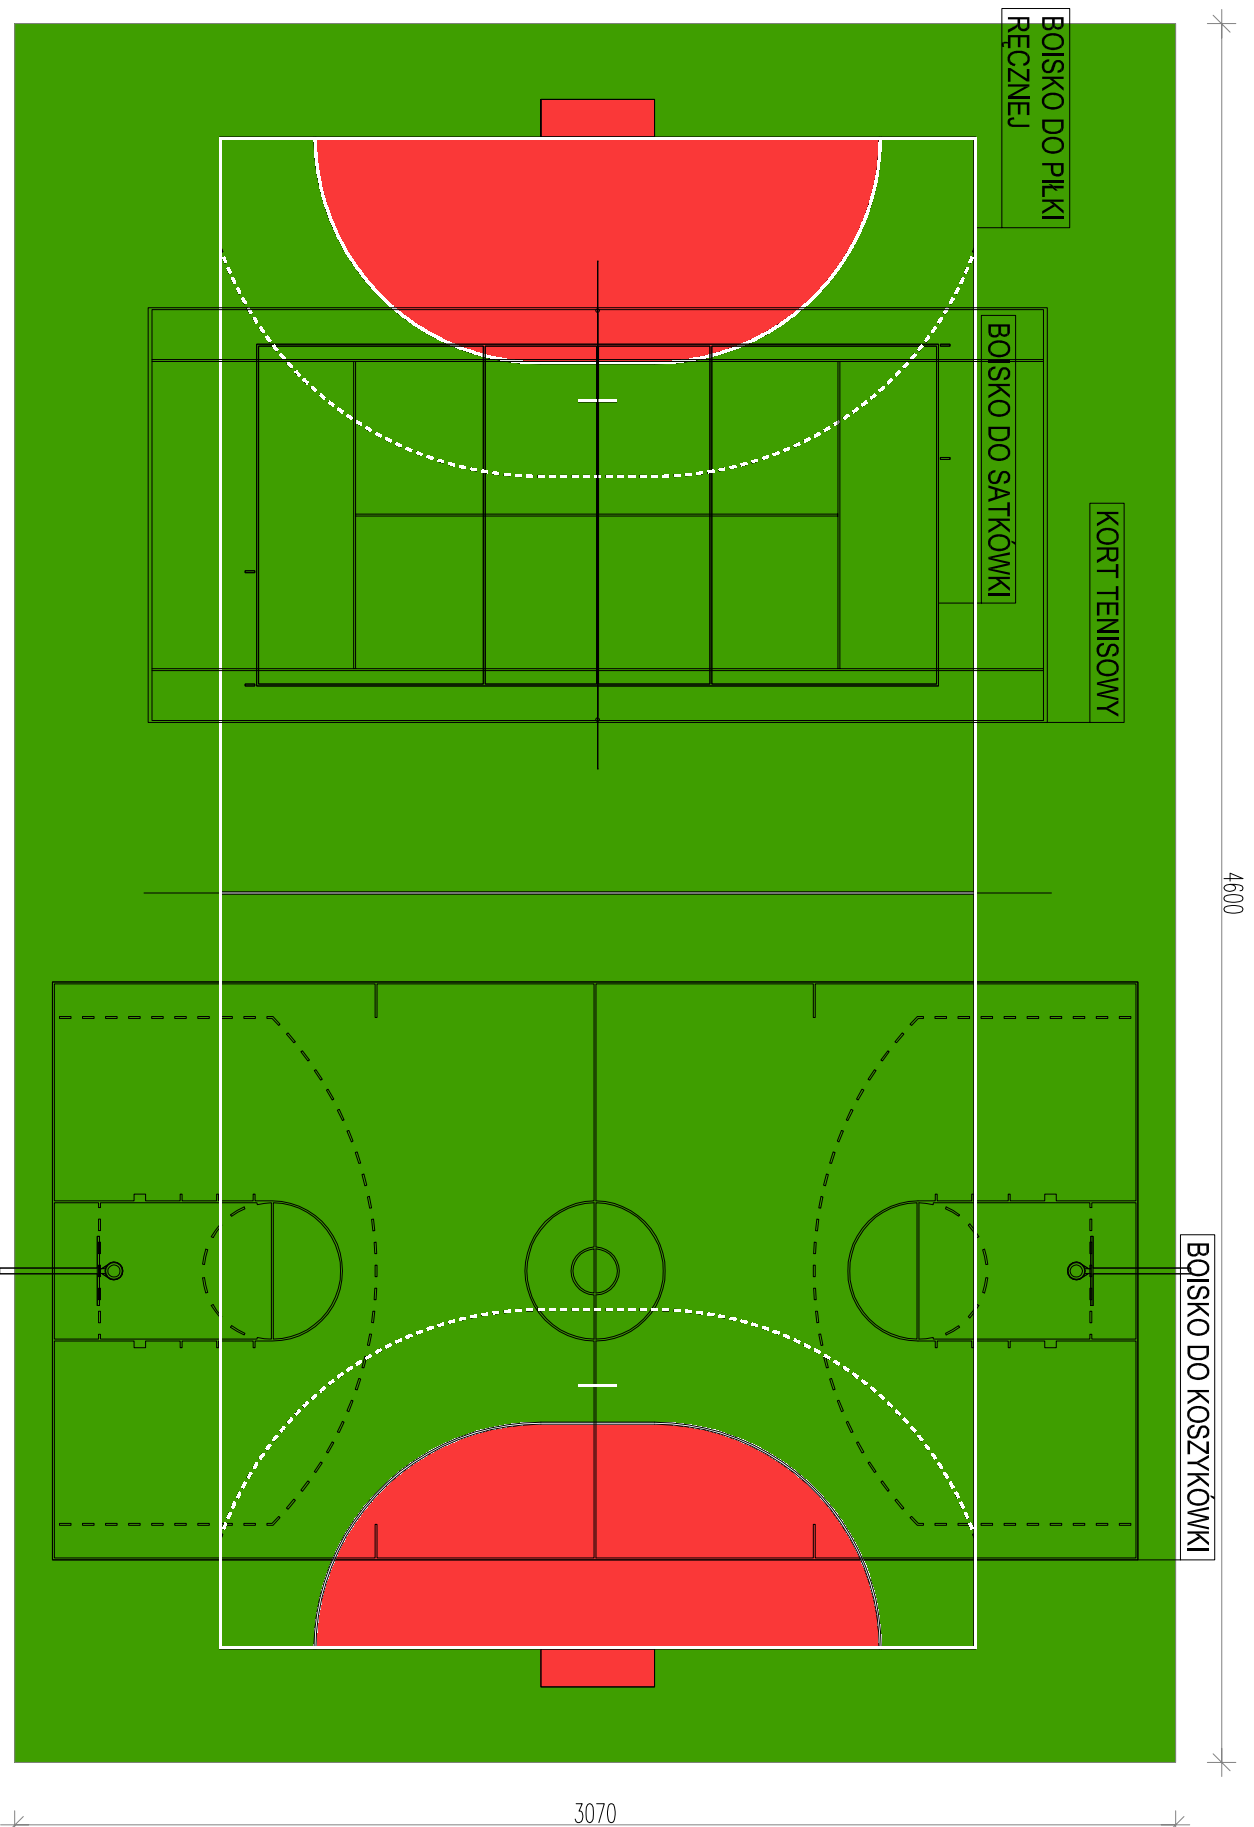 BOISKO DO PIŁKI
RĘCZNEJ
BOISKO DO SATKÓWKI
KORT TENISOWY
4600
BOISKO DO KOSZYKÓWKI
3070